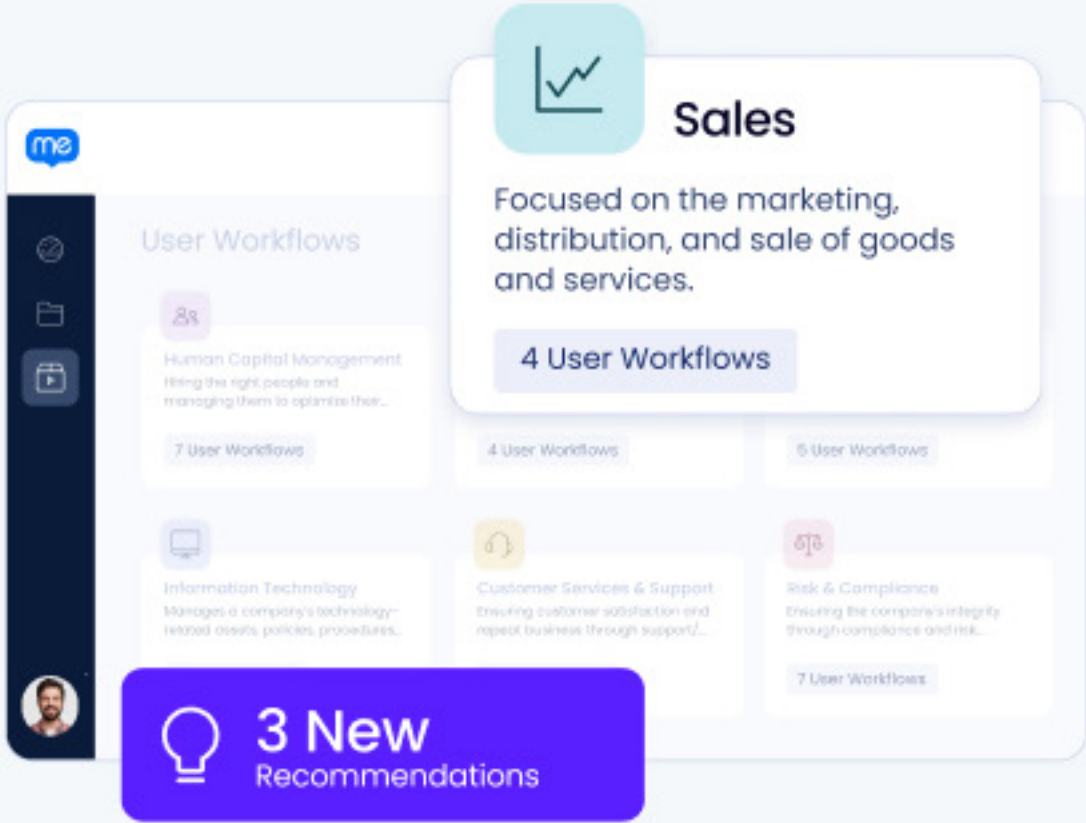 me
Sales
Focused on the marketing,
distribution, and sale of goods
and services.
4 User Workflows
User Workflows
Human Capital Management
Hiring the right people and
managing them to optimize their...
7 User Workflows
4 User Workflows
5 User Workflows
Information Technology
Manages a company's technology-
related assets, policies, procedures...
Customer Services & Support
Ensuring customer satisfaction and
repeat business through support/...
Risk & Compliance
Ensuring the company's integrity
through compliance and risk...
7 User Workflows
3 New
Recommendations